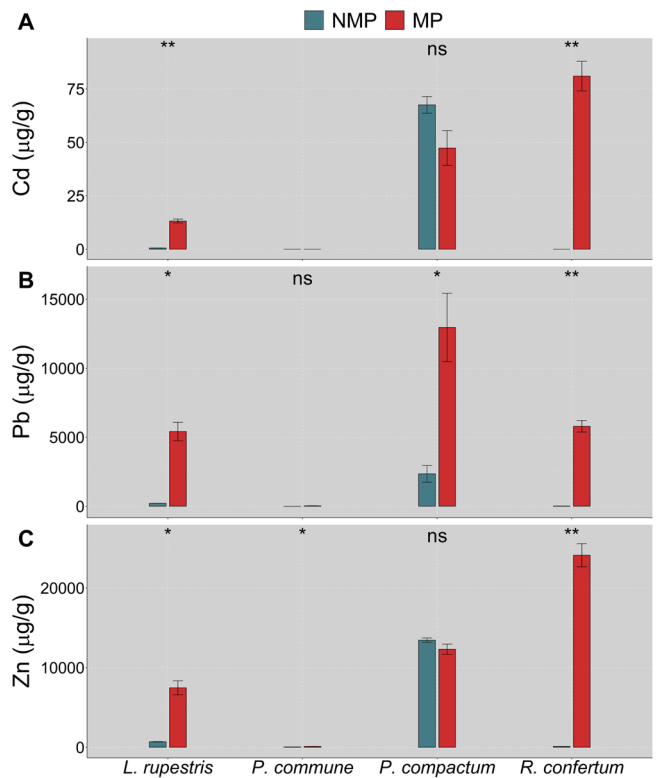 A
NMP MP
** ns **
Cd (μg/g)
75
50
25
0
B
* ns * **
Pb (μg/g)
15000
10000
5000
0
C
* * ns **
Zn (μg/g)
20000
10000
0
L. rupestris P. commune P. compactum R. confertum